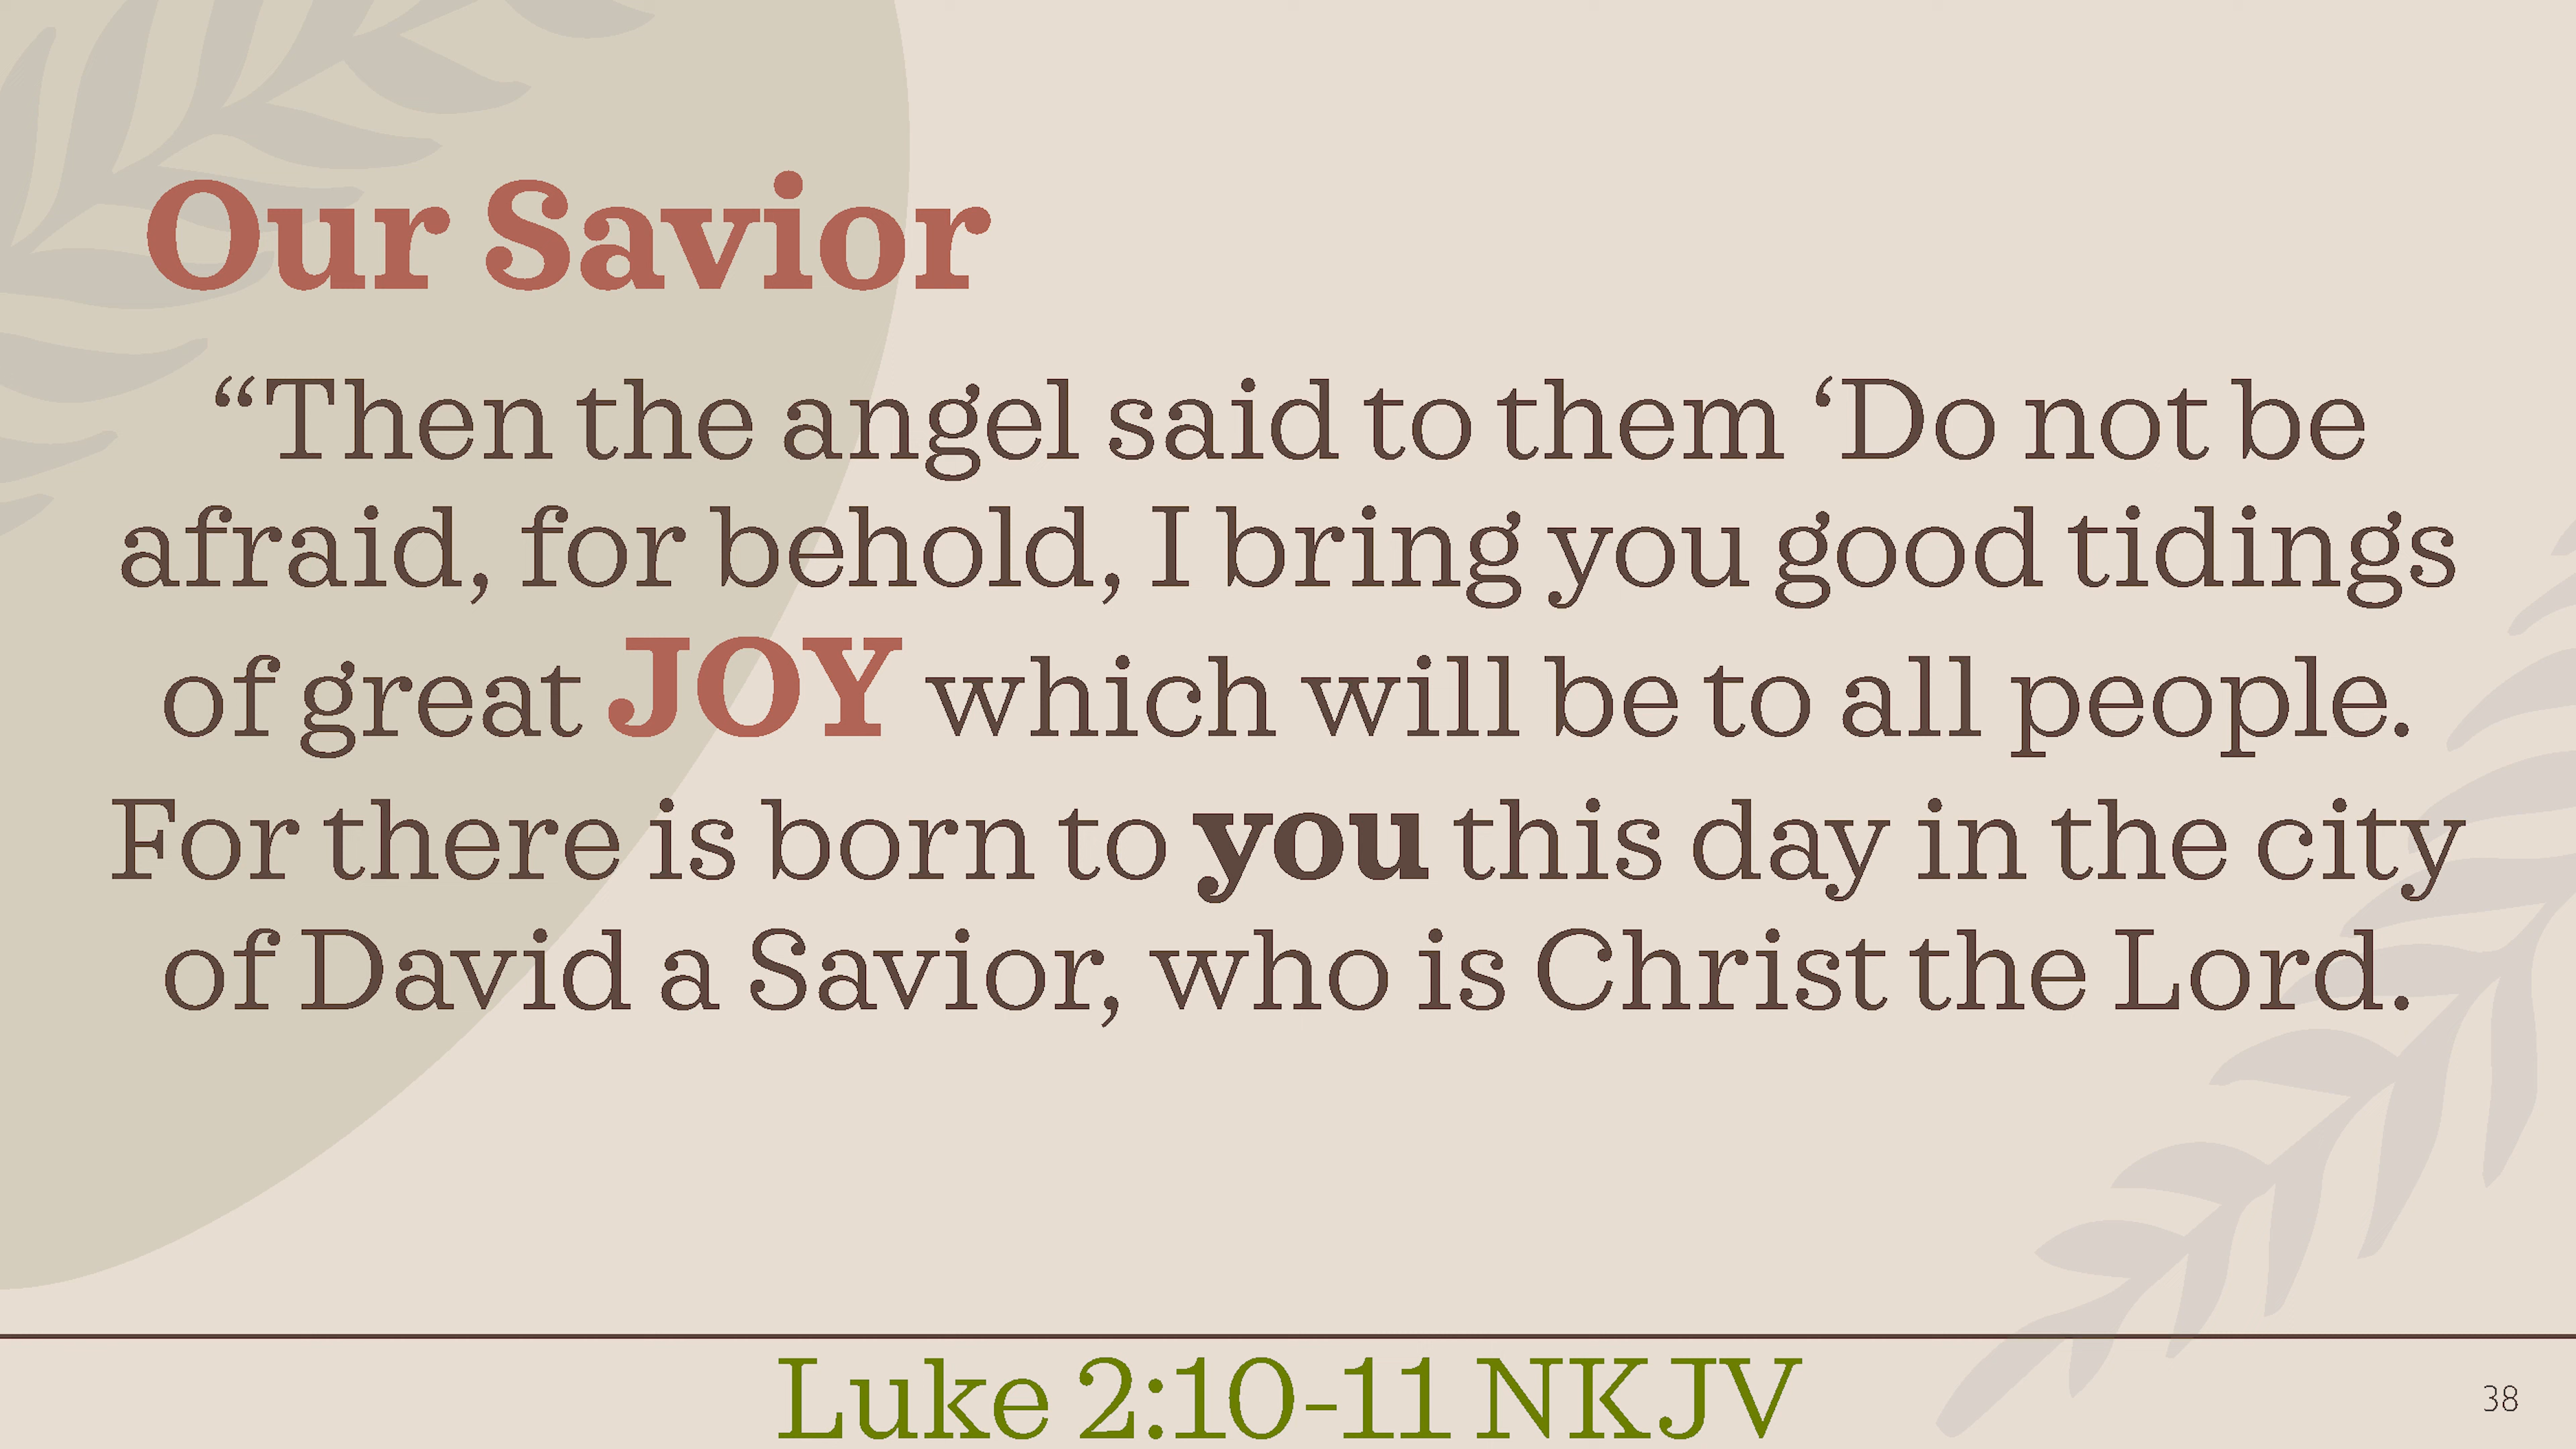 Our Savior
“Then the angel said to them ‘Do not be
afraid, for behold, I bring you good tidings
of great JOY which will be to all people.
For there is born to you this day in the city
of David a Savior, who is Christ the Lord.
Luke 2:10-11 NKJV
38